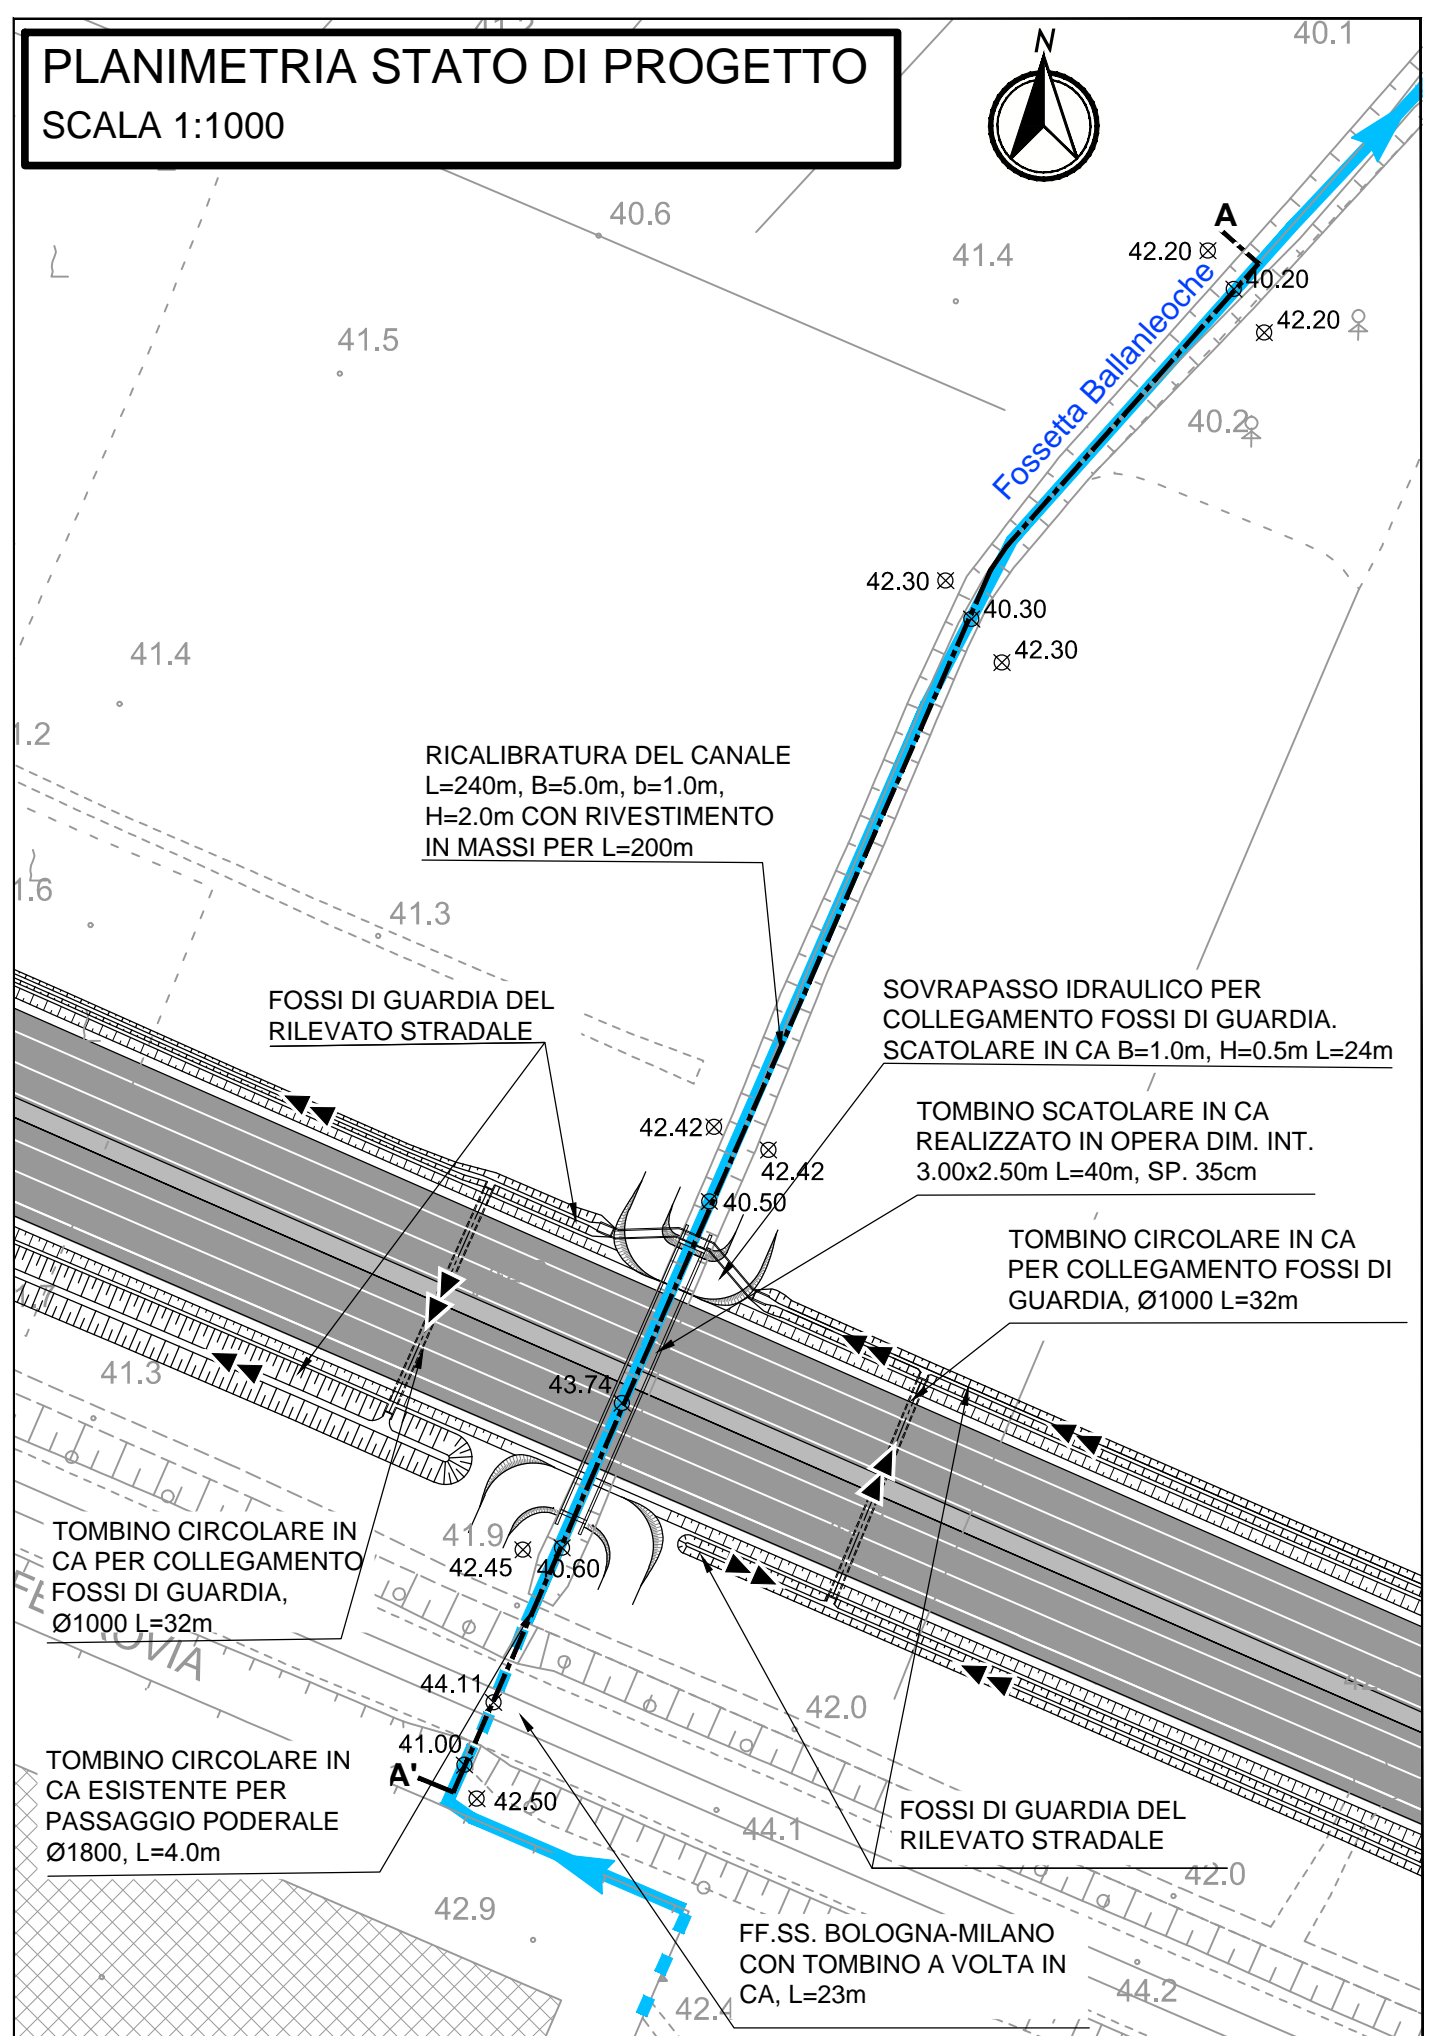 PLANIMETRIA STATO DI PROGETTO
SCALA 1:1000
N
40.1
40.6
41.4
A
42.20
40.20
42.20
41.5
Fossetta Ballanleoche
40.2
42.30
40.30
42.30
41.4
RICALIBRATURA DEL CANALE
L=240m, B=5.0m, b=1.0m,
H=2.0m CON RIVESTIMENTO
IN MASSI PER L=200m
41.3
FOSSI DI GUARDIA DEL
RILEVATO STRADALE
SOVRAPASSO IDRAULICO PER
COLLEGAMENTO FOSSI DI GUARDIA.
SCATOLARE IN CA B=1.0m, H=0.5m L=24m
42.42
42.42
40.50
TOMBINO SCATOLARE IN CA
REALIZZATO IN OPERA DIM. INT.
3.00x2.50m L=40m, SP. 35cm
TOMBINO CIRCOLARE IN CA
PER COLLEGAMENTO FOSSI DI
GUARDIA, Ø1000 L=32m
41.3
43.74
41.9
42.45
40.60
TOMBINO CIRCOLARE IN
CA PER COLLEGAMENTO
FOSSI DI GUARDIA,
Ø1000 L=32m
44.11
42.0
41.00
A'
42.50
TOMBINO CIRCOLARE IN
CA ESISTENTE PER
PASSAGGIO PODERALE
Ø1800, L=4.0m
44.1
FOSSI DI GUARDIA DEL
RILEVATO STRADALE
42.0
42.9
FF.SS. BOLOGNA-MILANO
CON TOMBINO A VOLTA IN
CA, L=23m
44.2